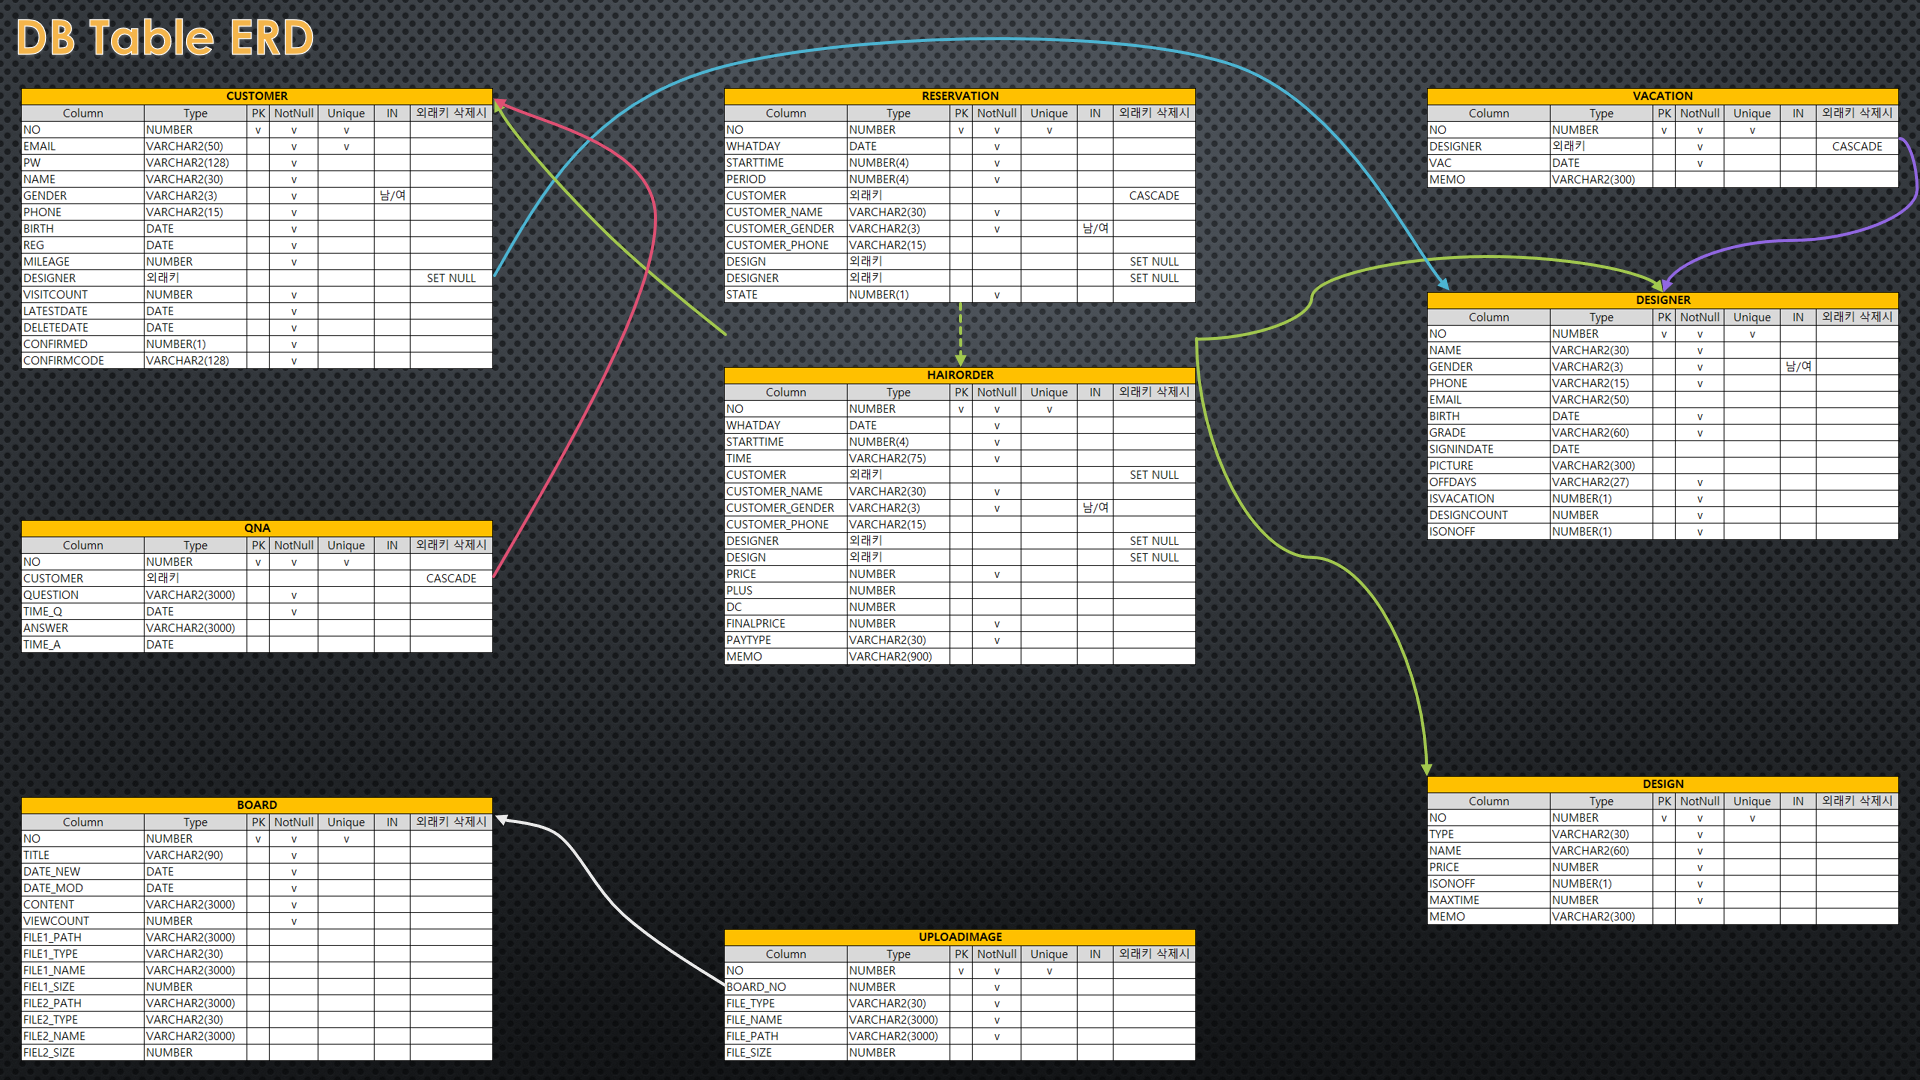 DB Table ERD
CUSTOMER
Column Type PK NotNull Unique IN 외래키 삭제시
NO NUMBER v v v
EMAIL VARCHAR2(50) v v
PW VARCHAR2(128) v
NAME VARCHAR2(30) v
GENDER VARCHAR2(3) v 남/여
PHONE VARCHAR2(15) v
BIRTH DATE v
REG DATE v
MILEAGE NUMBER v
DESIGNER 외래키 SET NULL
VISITCOUNT NUMBER v
LATESTDATE DATE v
DELETEDATE DATE v
CONFIRMED NUMBER(1) v
CONFIRMCODE VARCHAR2(128) v
QNA
Column Type PK NotNull Unique IN 외래키 삭제시
NO NUMBER v v v
CUSTOMER 외래키 CASCADE
QUESTION VARCHAR2(3000) v
TIME_Q DATE v
ANSWER VARCHAR2(3000)
TIME_A DATE
BOARD
Column Type PK NotNull Unique IN 외래키 삭제시
NO NUMBER v v v
TITLE VARCHAR2(90) v
DATE_NEW DATE v
DATE_MOD DATE v
CONTENT VARCHAR2(3000) v
VIEWCOUNT NUMBER v
FILE1_PATH VARCHAR2(3000)
FILE1_TYPE VARCHAR2(30)
FILE1_NAME VARCHAR2(3000)
FIEL1_SIZE NUMBER
FILE2_PATH VARCHAR2(3000)
FILE2_TYPE VARCHAR2(30)
FILE2_NAME VARCHAR2(3000)
FIEL2_SIZE NUMBER
RESERVATION
Column Type PK NotNull Unique IN 외래키 삭제시
NO NUMBER v v v
WHATDAY DATE v
STARTTIME NUMBER(4) v
PERIOD NUMBER(4) v
CUSTOMER 외래키 CASCADE
CUSTOMER_NAME VARCHAR2(30) v
CUSTOMER_GENDER VARCHAR2(3) v 남/여
CUSTOMER_PHONE VARCHAR2(15)
DESIGN 외래키 SET NULL
DESIGNER 외래키 SET NULL
STATE NUMBER(1) v
HAIRORDER
Column Type PK NotNull Unique IN 외래키 삭제시
NO NUMBER v v v
WHATDAY DATE v
STARTTIME NUMBER(4) v
TIME VARCHAR2(75) v
CUSTOMER 외래키 SET NULL
CUSTOMER_NAME VARCHAR2(30) v
CUSTOMER_GENDER VARCHAR2(3) v 남/여
CUSTOMER_PHONE VARCHAR2(15)
DESIGNER 외래키 SET NULL
DESIGN 외래키 SET NULL
PRICE NUMBER v
PLUS NUMBER
DC NUMBER
FINALPRICE NUMBER v
PAYTYPE VARCHAR2(30) v
MEMO VARCHAR2(900)
UPLOADIMAGE
Column Type PK NotNull Unique IN 외래키 삭제시
NO NUMBER v v v
BOARD_NO NUMBER v
FILE_TYPE VARCHAR2(30) v
FILE_NAME VARCHAR2(3000) v
FILE_PATH VARCHAR2(3000) v
FILE_SIZE NUMBER
VACATION
Column Type PK NotNull Unique IN 외래키 삭제시
NO NUMBER v v v
DESIGNER 외래키 v CASCADE
VAC DATE v
MEMO VARCHAR2(300)
DESIGNER
Column Type PK NotNull Unique IN 외래키 삭제시
NO NUMBER v v v
NAME VARCHAR2(30) v
GENDER VARCHAR2(3) v 남/여
PHONE VARCHAR2(15) v
EMAIL VARCHAR2(50)
BIRTH DATE v
GRADE VARCHAR2(60) v
SIGNINDATE DATE
PICTURE VARCHAR2(300)
OFFDAYS VARCHAR2(27) v
ISVACATION NUMBER(1) v
DESIGNCOUNT NUMBER v
ISONOFF NUMBER(1) v
DESIGN
Column Type PK NotNull Unique IN 외래키 삭제시
NO NUMBER v v v
TYPE VARCHAR2(30) v
NAME VARCHAR2(60) v
PRICE NUMBER v
ISONOFF NUMBER(1) v
MAXTIME NUMBER v
MEMO VARCHAR2(300)